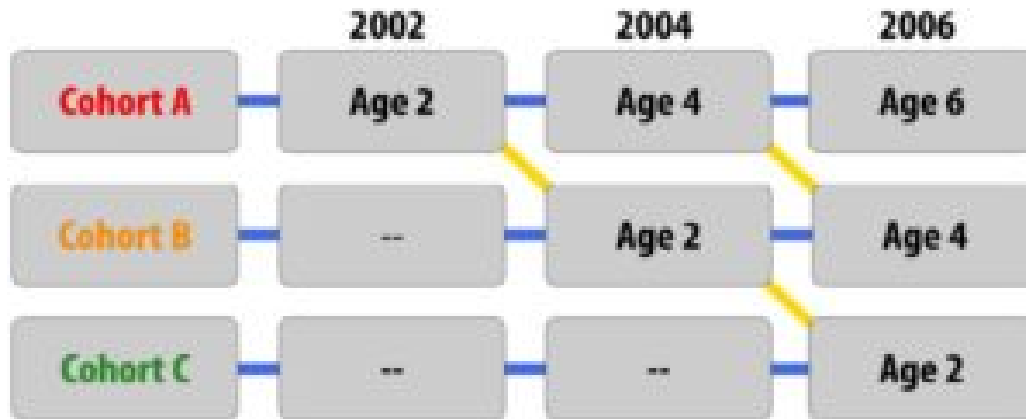 2002 2004 2006
Cohort A Age 2 Age 4 Age 6
Cohort B -- Age 2 Age 4
Cohort C -- -- Age 2